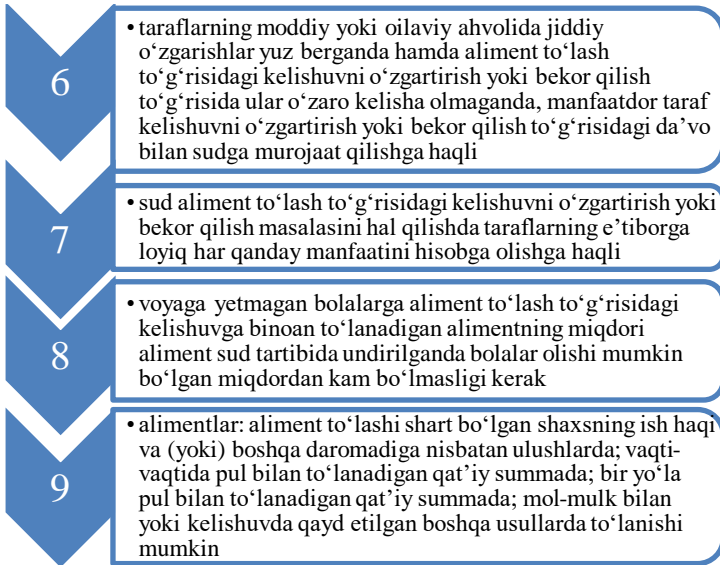 6
• taraflarning moddiy yoki oilaviy ahvolida jiddiy
o‘zgarishlar yuz berganda hamda aliment to‘lash
to‘g‘risidagi kelishuvni o‘zgartirish yoki bekor qilish
to‘g‘risida ular o‘zaro kelisha olmaganda, manfaatdor taraf
kelishuvni o‘zgartirish yoki bekor qilish to‘g‘risidagi da’vo
bilan sudga murojaat qilishga haqli
7
• sud aliment to‘lash to‘g‘risidagi kelishuvni o‘zgartirish yoki
bekor qilish masalasini hal qilishda taraflarning e’tiborga
loyiq har qanday manfaatini hisobga olishga haqli
8
• voyaga yetmagan bolalarga aliment to‘lash to‘g‘risidagi
kelishuvga binoan to‘lanadigan alimentning miqdori
aliment sud tartibida undirilganda bolalar olishi mumkin
bo‘lgan miqdordan kam bo‘lmasligi kerak
9
• alimentlar: aliment to‘lashi shart bo‘lgan shaxsning ish haqi
va (yoki) boshqa daromadiga nisbatan ulushlarda; vaqti-
vaqtida pul bilan to‘lanadigan qat’iy summada; bir yo‘la
pul bilan to‘lanadigan qat’iy summada; mol-mulk bilan
yoki kelishuvda qayd etilgan boshqa usullarda to‘lanishi
mumkin